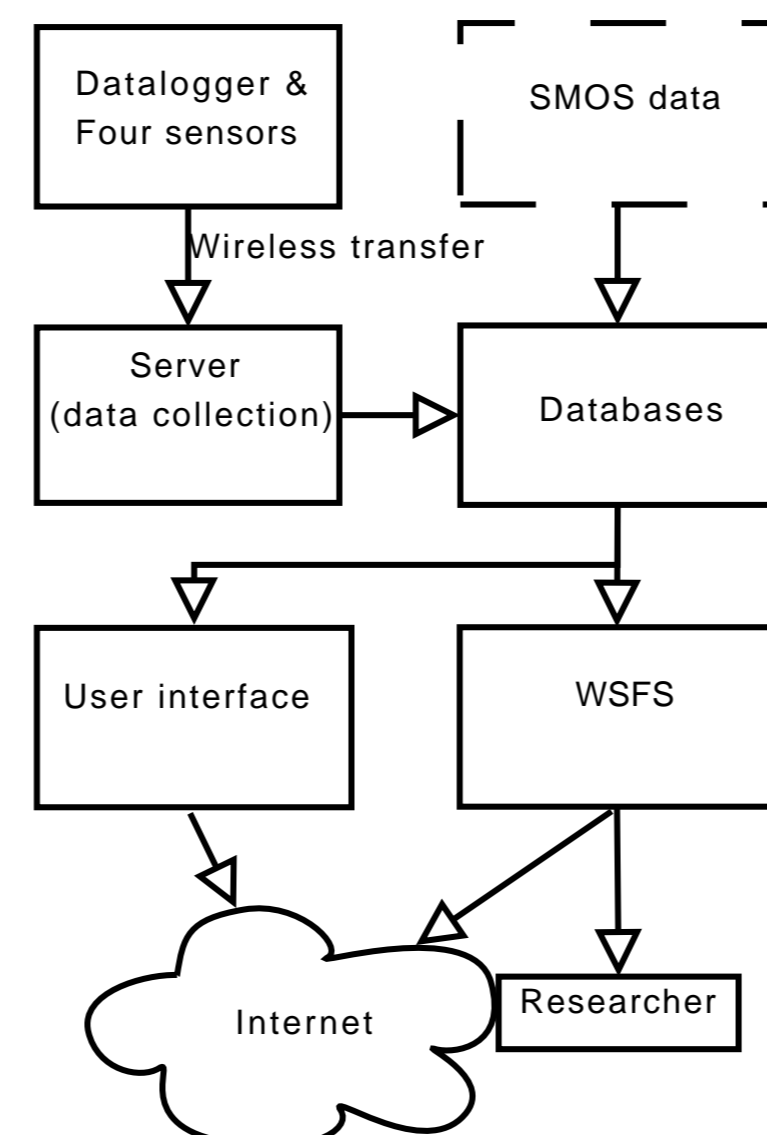 Datalogger &
Four sensors
SMOS data
Wireless transfer
Server
(data collection)
Databases
User interface
WSFS
Internet
Researcher